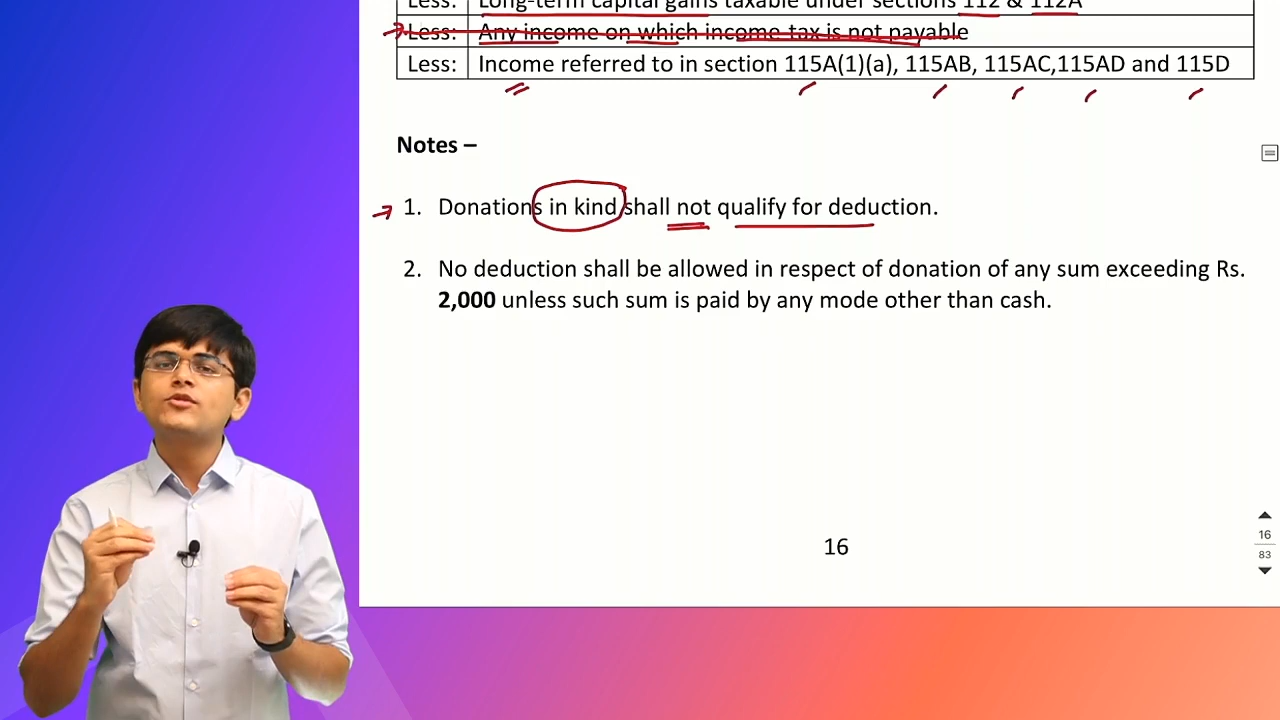 Less: Long-term capital gains taxable under sections 112 & 112A
Less: Any income on which income-tax is not payable
Less: Income referred to in section 115A(1)(a), 115AB, 115AC,115AD and 115D
Notes –
1. Donations in kind shall not qualify for deduction.
2. No deduction shall be allowed in respect of donation of any sum exceeding Rs.
2,000 unless such sum is paid by any mode other than cash.
16
16
83